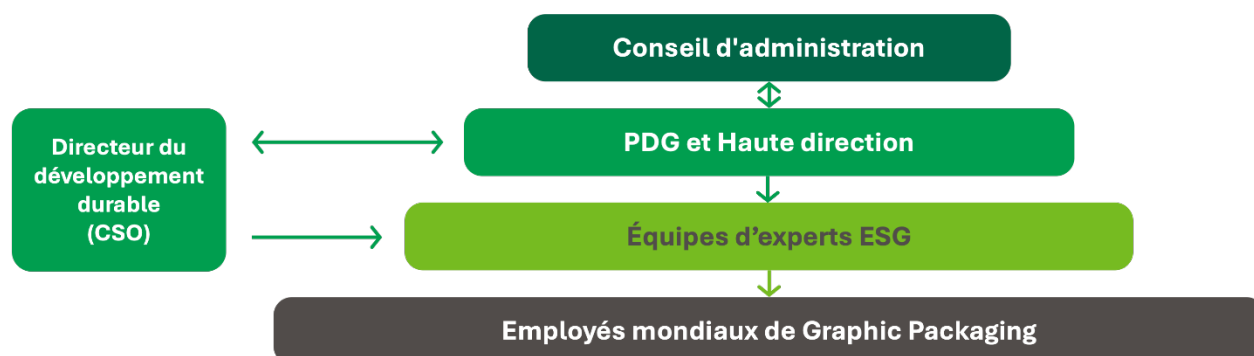 Conseil d'administration
PDG et Haute direction
Directeur du
développement
durable
(CSO)
Équipes d’experts ESG
Employés mondiaux de Graphic Packaging